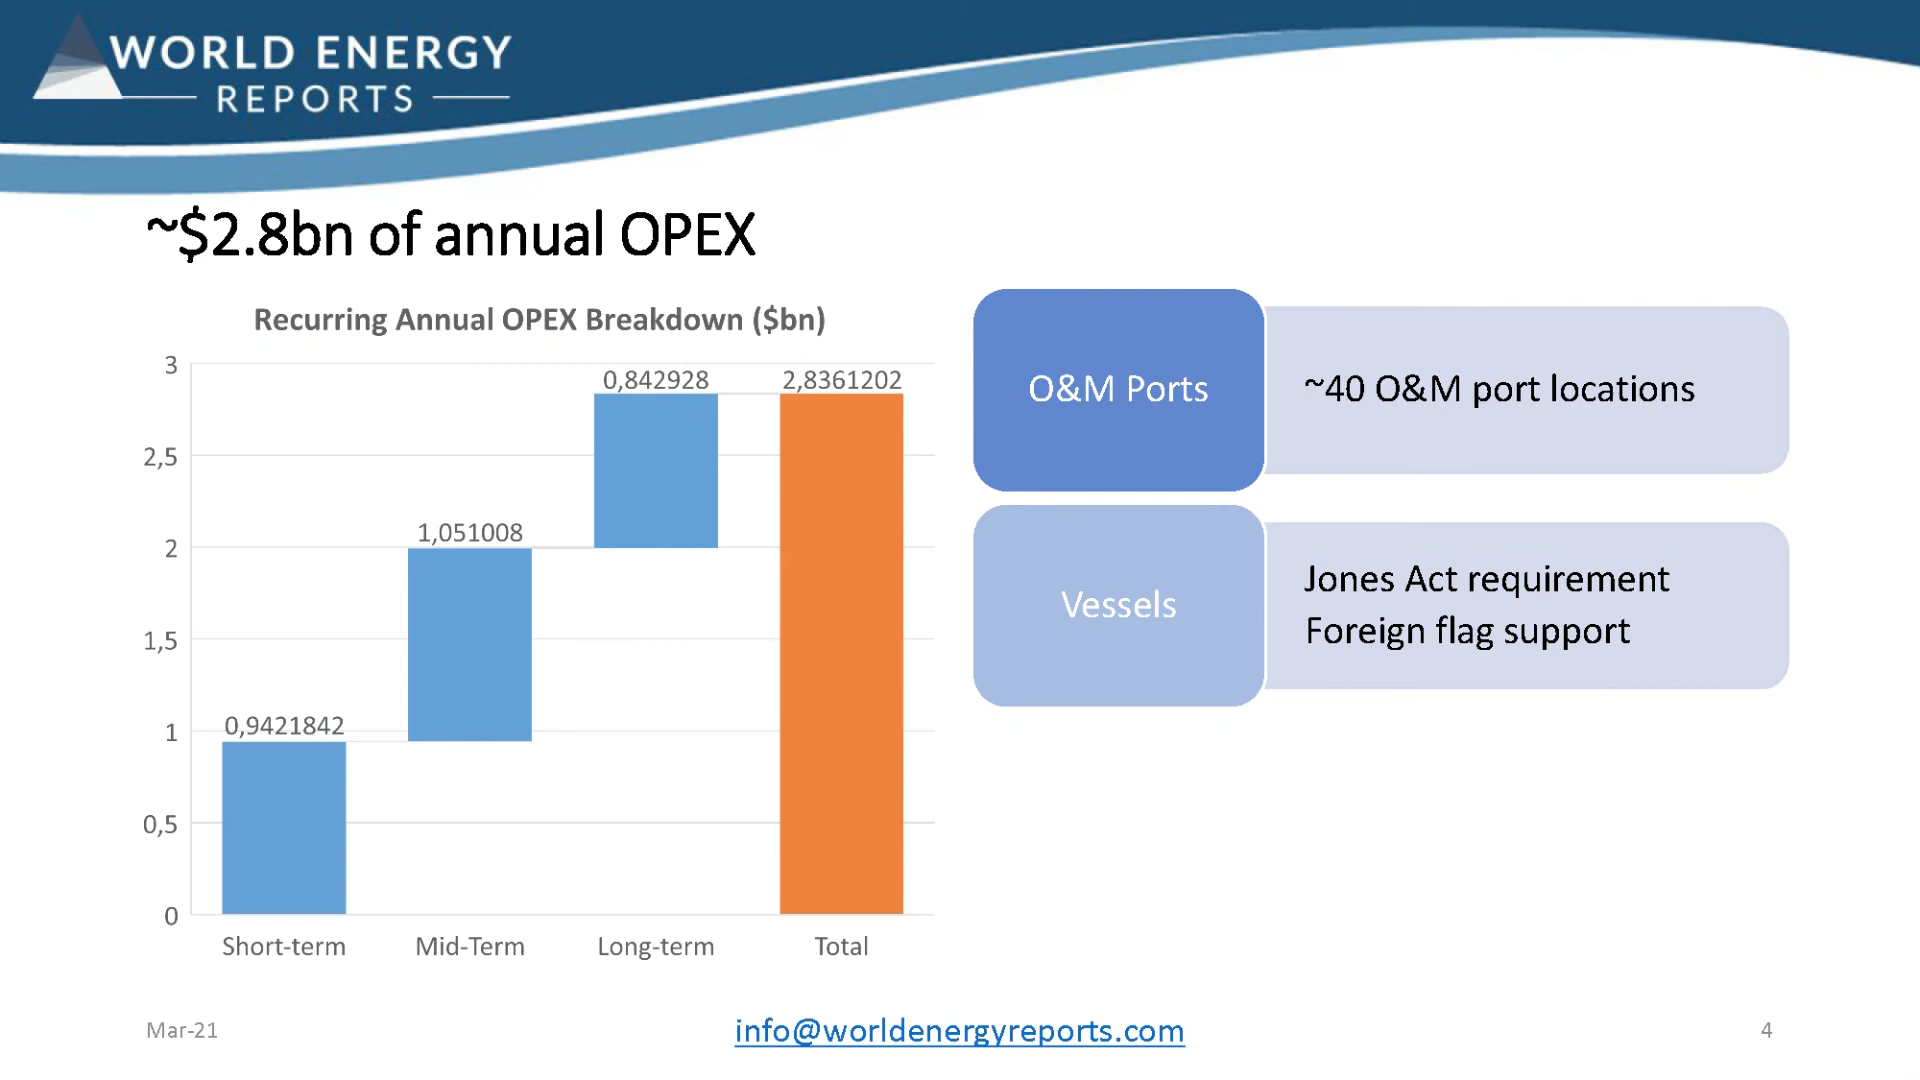 WORLD ENERGY
REPORTS
~$2.8bn of annual OPEX
Recurring Annual OPEX Breakdown ($bn)
3
2,5
2
1,5
1
0,5
0
0,9421842
1,051008
0,842928
2,8361202
Short-term
Mid-Term
Long-term
Total
O&M Ports
~40 O&M port locations
Vessels
Jones Act requirement
Foreign flag support
Mar-21
info@worldenergyreports.com
4